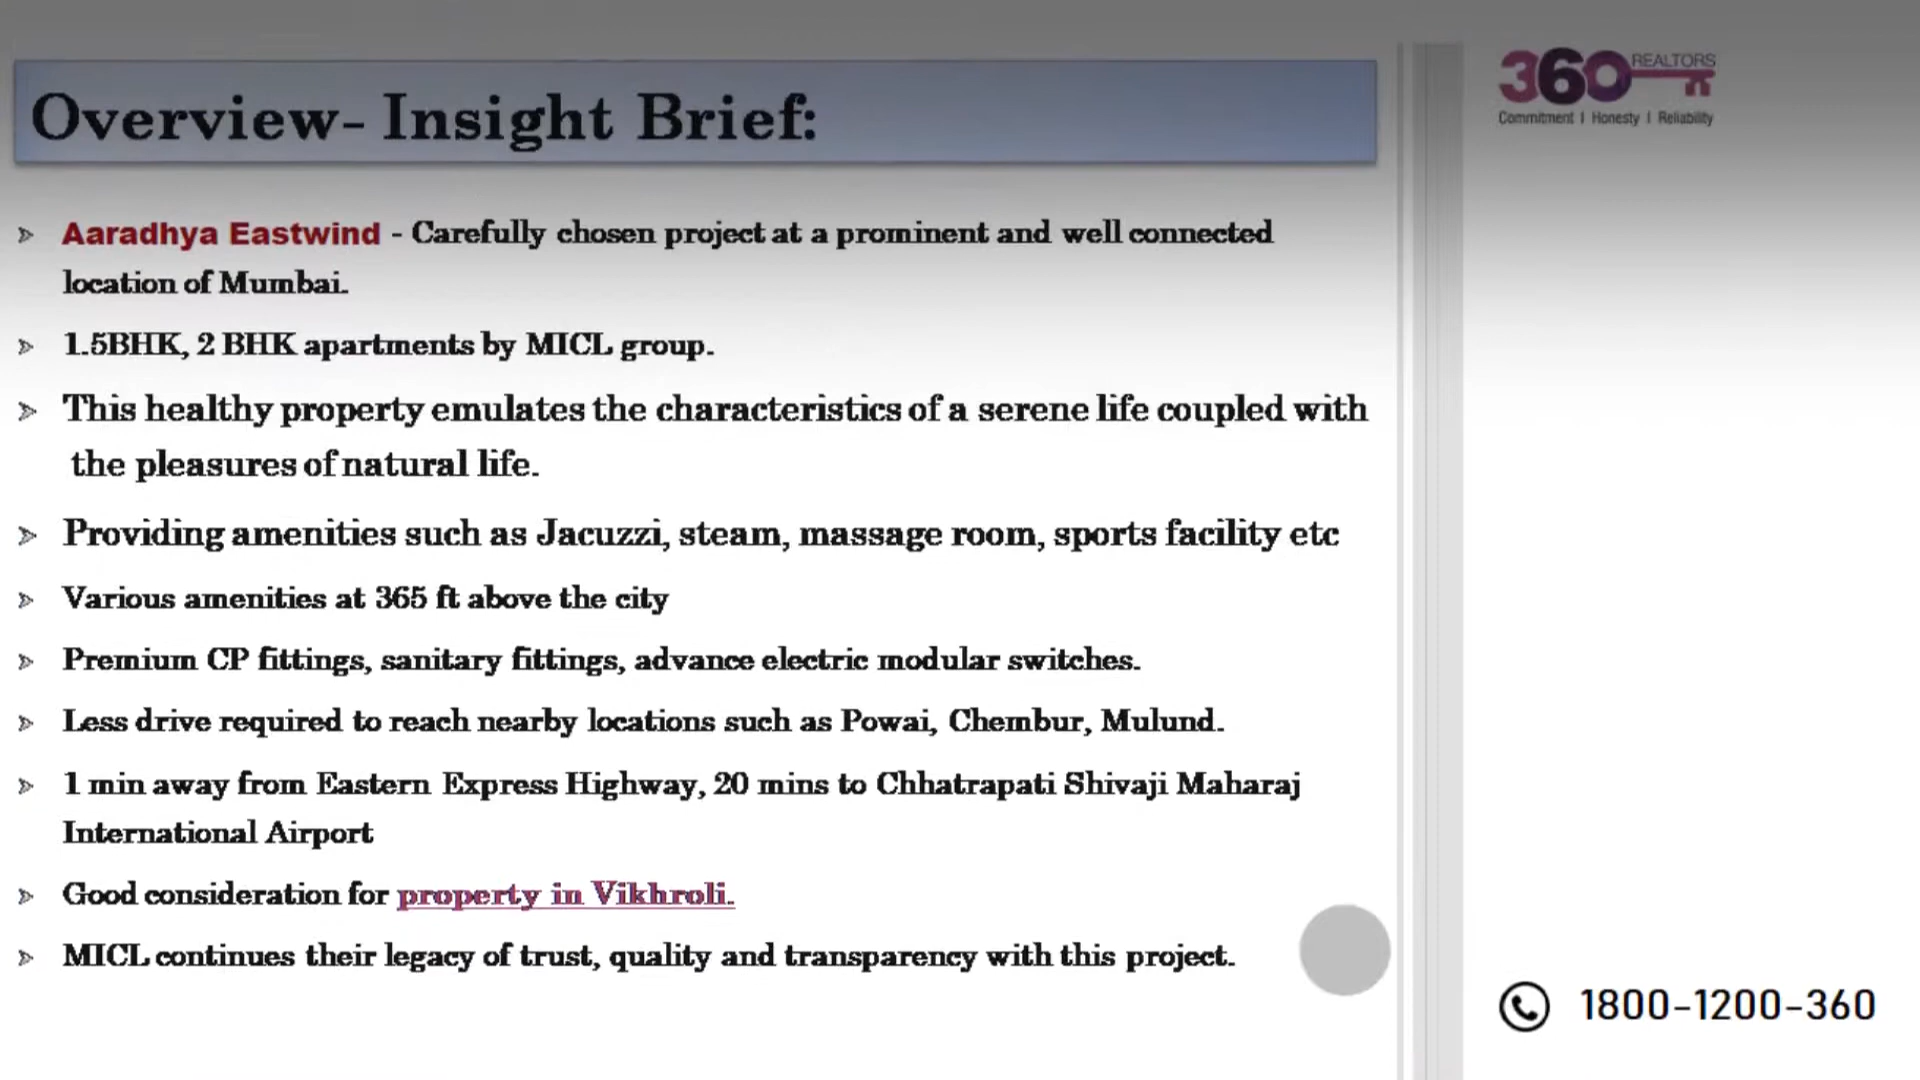 Overview- Insight Brief:
360 REALTORS
Commitment | Honesty | Reliability
Aaradhya Eastwind - Carefully chosen project at a prominent and well connected
location of Mumbai.
1.5BHK, 2 BHK apartments by MICL group.
This healthy property emulates the characteristics of a serene life coupled with
the pleasures of natural life.
Providing amenities such as Jacuzzi, steam, massage room, sports facility etc
Various amenities at 365 ft above the city
Premium CP fittings, sanitary fittings, advance electric modular switches.
Less drive required to reach nearby locations such as Powai, Chembur, Mulund.
1 min away from Eastern Express Highway, 20 mins to Chhatrapati Shivaji Maharaj
International Airport
Good consideration for property in Vikhroli.
MICL continues their legacy of trust, quality and transparency with this project.
1800-1200-360